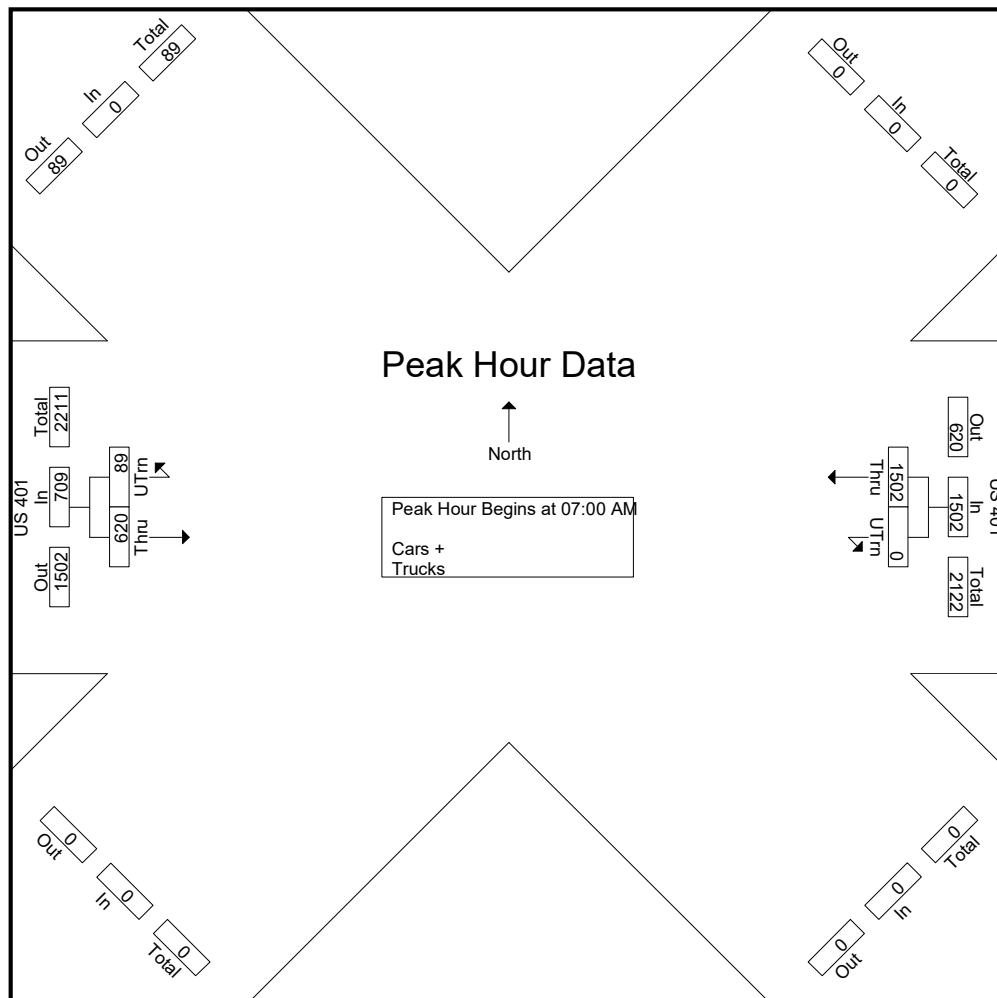 Total
89
In
0
Out
89
Out
0
In
0
Total
0
Peak Hour Data
North
Peak Hour Begins at 07:00 AM
Cars +
Trucks
US 401
Total
2211
In
709
Out
1502
89
UTrn
620
Thru
1502
Thru
0
UTrn
Out
620
In
1502
Total
2122
US 401
0
Out
0
In
0
Total
0
Total
0
In
0
Out